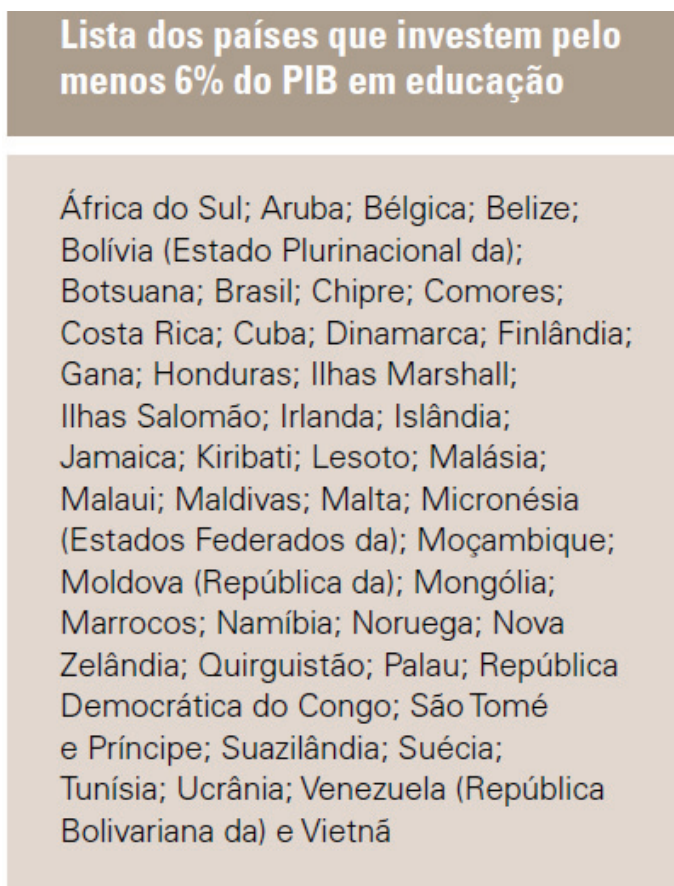 Lista dos países que investem pelo
menos 6% do PIB em educação
África do Sul; Aruba; Bélgica; Belize;
Bolívia (Estado Plurinacional da);
Botsuana; Brasil; Chipre; Comores;
Costa Rica; Cuba; Dinamarca; Finlândia;
Gana; Honduras; Ilhas Marshall;
Ilhas Salomão; Irlanda; Islândia;
Jamaica; Kiribati; Lesoto; Malásia;
Malaui; Maldivas; Malta; Micronésia
(Estados Federados da); Moçambique;
Moldova (República da); Mongólia;
Marrocos; Namíbia; Noruega; Nova
Zelândia; Quirguistão; Palau; República
Democrática do Congo; São Tomé
e Príncipe; Suazilândia; Suécia;
Tunísia; Ucrânia; Venezuela (República
Bolivariana da) e Vietnã